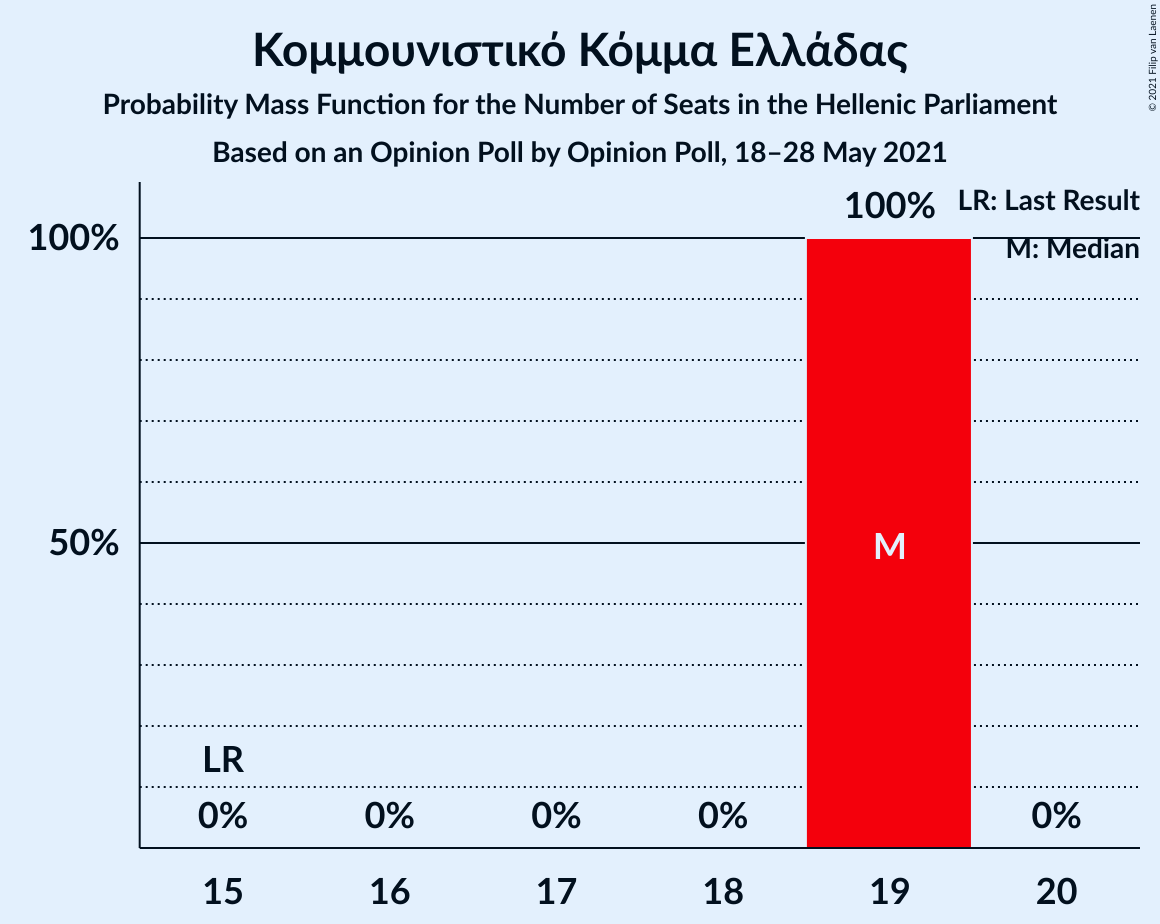 Κομμουνιστικό Κόμμα Ελλάδας
Probability Mass Function for the Number of Seats in the Hellenic Parliament
Based on an Opinion Poll by Opinion Poll, 18–28 May 2021
© 2021 Filip van Laenen
LR: Last Result
M: Median
100%
100%
50%
M
LR
0%
0%
0%
0%
0%
15
16
17
18
19
20